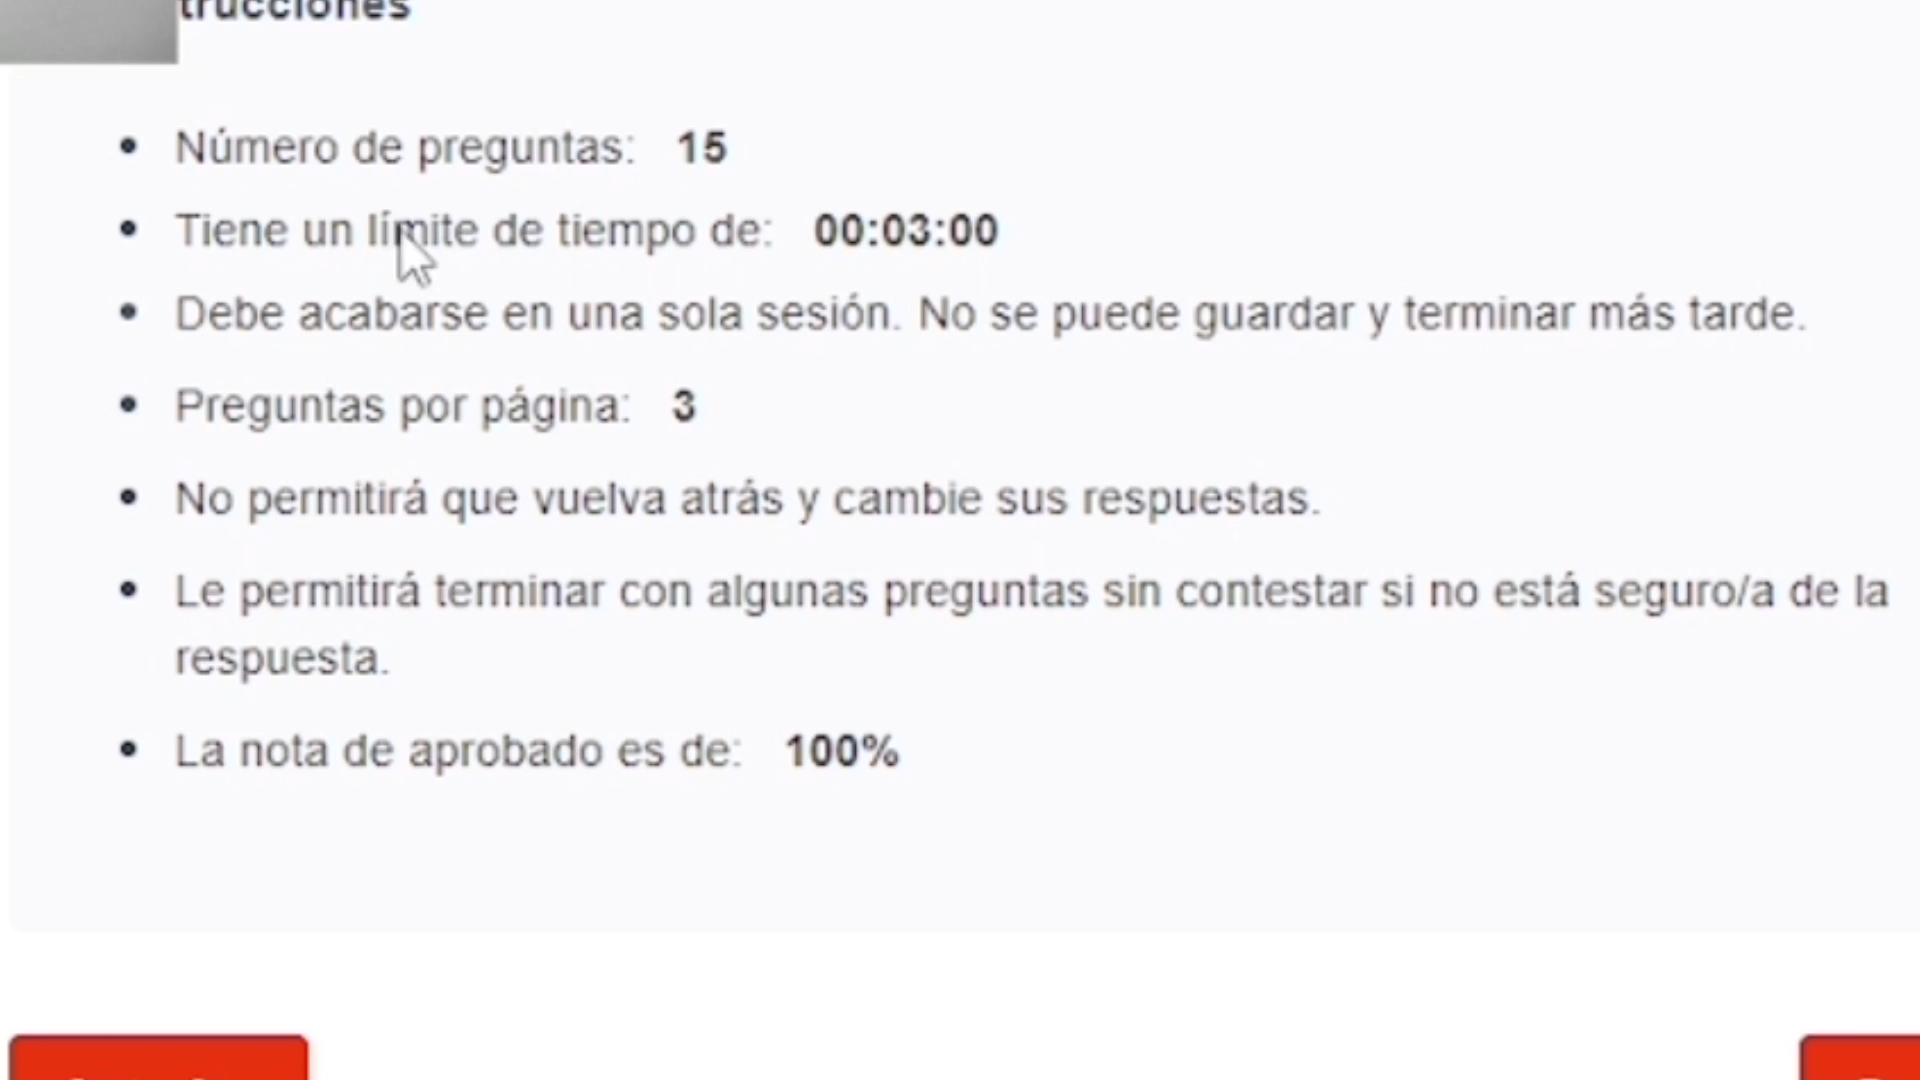 Número de preguntas: 15
Tiene un límite de tiempo de: 00:03:00
Debe acabarse en una sola sesión. No se puede guardar y terminar más tarde.
Preguntas por página: 3
No permitirá que vuelva atrás y cambie sus respuestas.
Le permitirá terminar con algunas preguntas sin contestar si no está seguro/a de la
respuesta.
La nota de aprobado es de: 100%